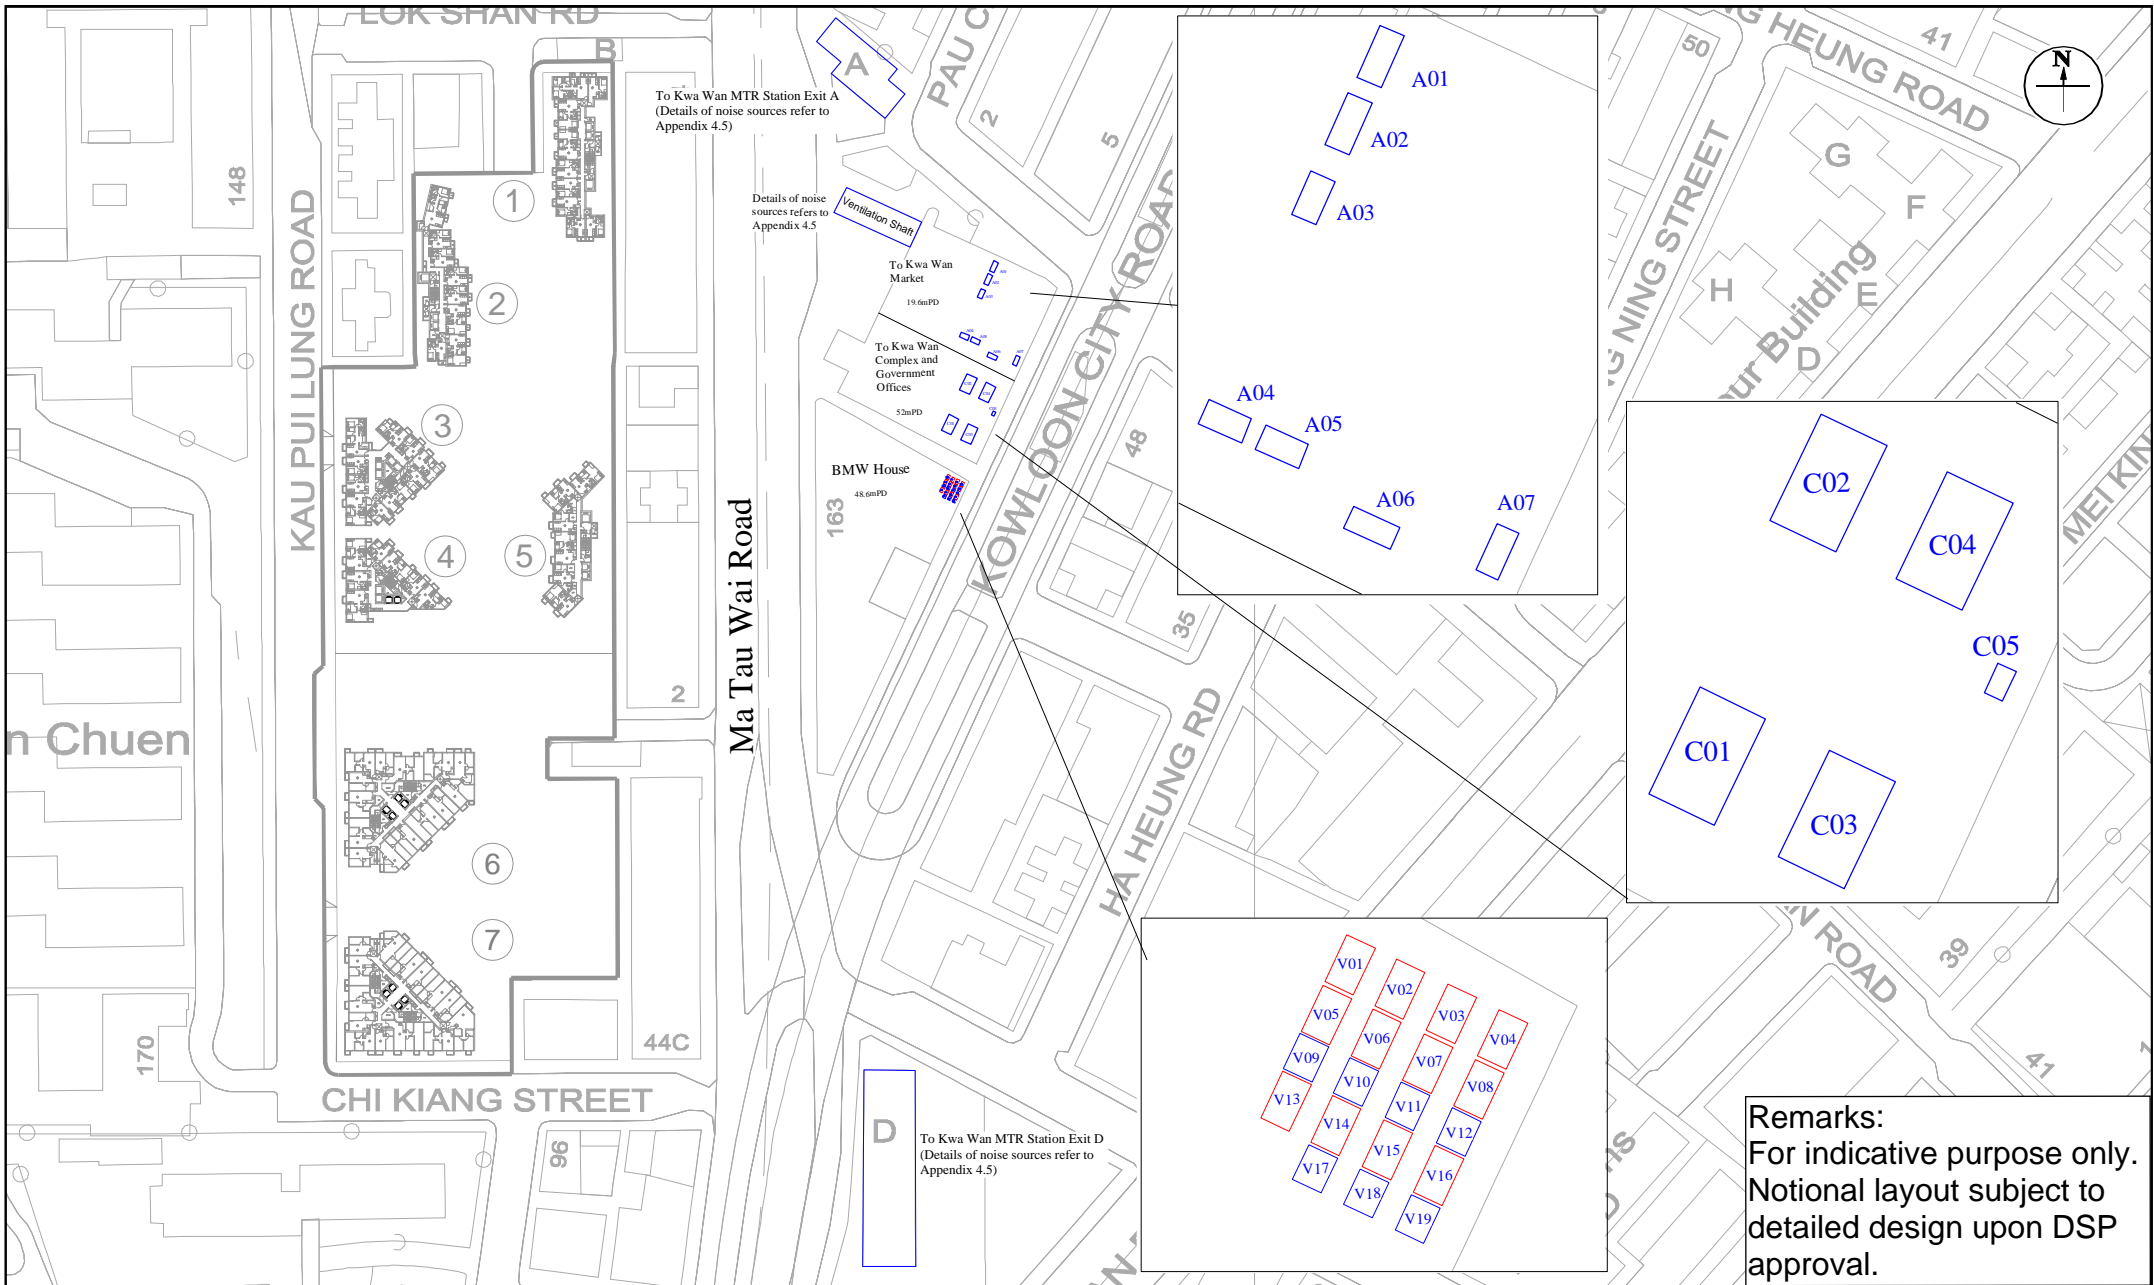 LOK SHAN RD
B
A
PAU C
2
5
NG HEUNG ROAD
50
41
N
148
KAU PUI LUNG ROAD
1
2
3
4
5
6
7
To Kwa Wan MTR Station Exit A
(Details of noise sources refer to
Appendix 4.5)
Details of noise
sources refers to
Appendix 4.5
Ventilation Shaft
To Kwa Wan
Market
19.6mPD
To Kwa Wan
Complex and
Government
Offices
52mPD
BMW House
48.6mPD
163
Ma Tau Wai Road
KOWLOON CITY ROAD
48
35
HA HEUNG RD
A01
A02
A03
A04
A05
A06
A07
G NING STREET
G
F
H
E
D
our Building
MEI KIN
C02
C04
C05
C01
C03
N ROAD
39
41
n Chuen
2
44C
170
CHI KIANG STREET
96
D
To Kwa Wan MTR Station Exit D
(Details of noise sources refer to
Appendix 4.5)
V01
V02
V03
V04
V05
V06
V07
V08
V09
V10
V11
V12
V13
V14
V15
V16
V17
V18
V19
Remarks:
For indicative purpose only.
Notional layout subject to
detailed design upon DSP
approval.